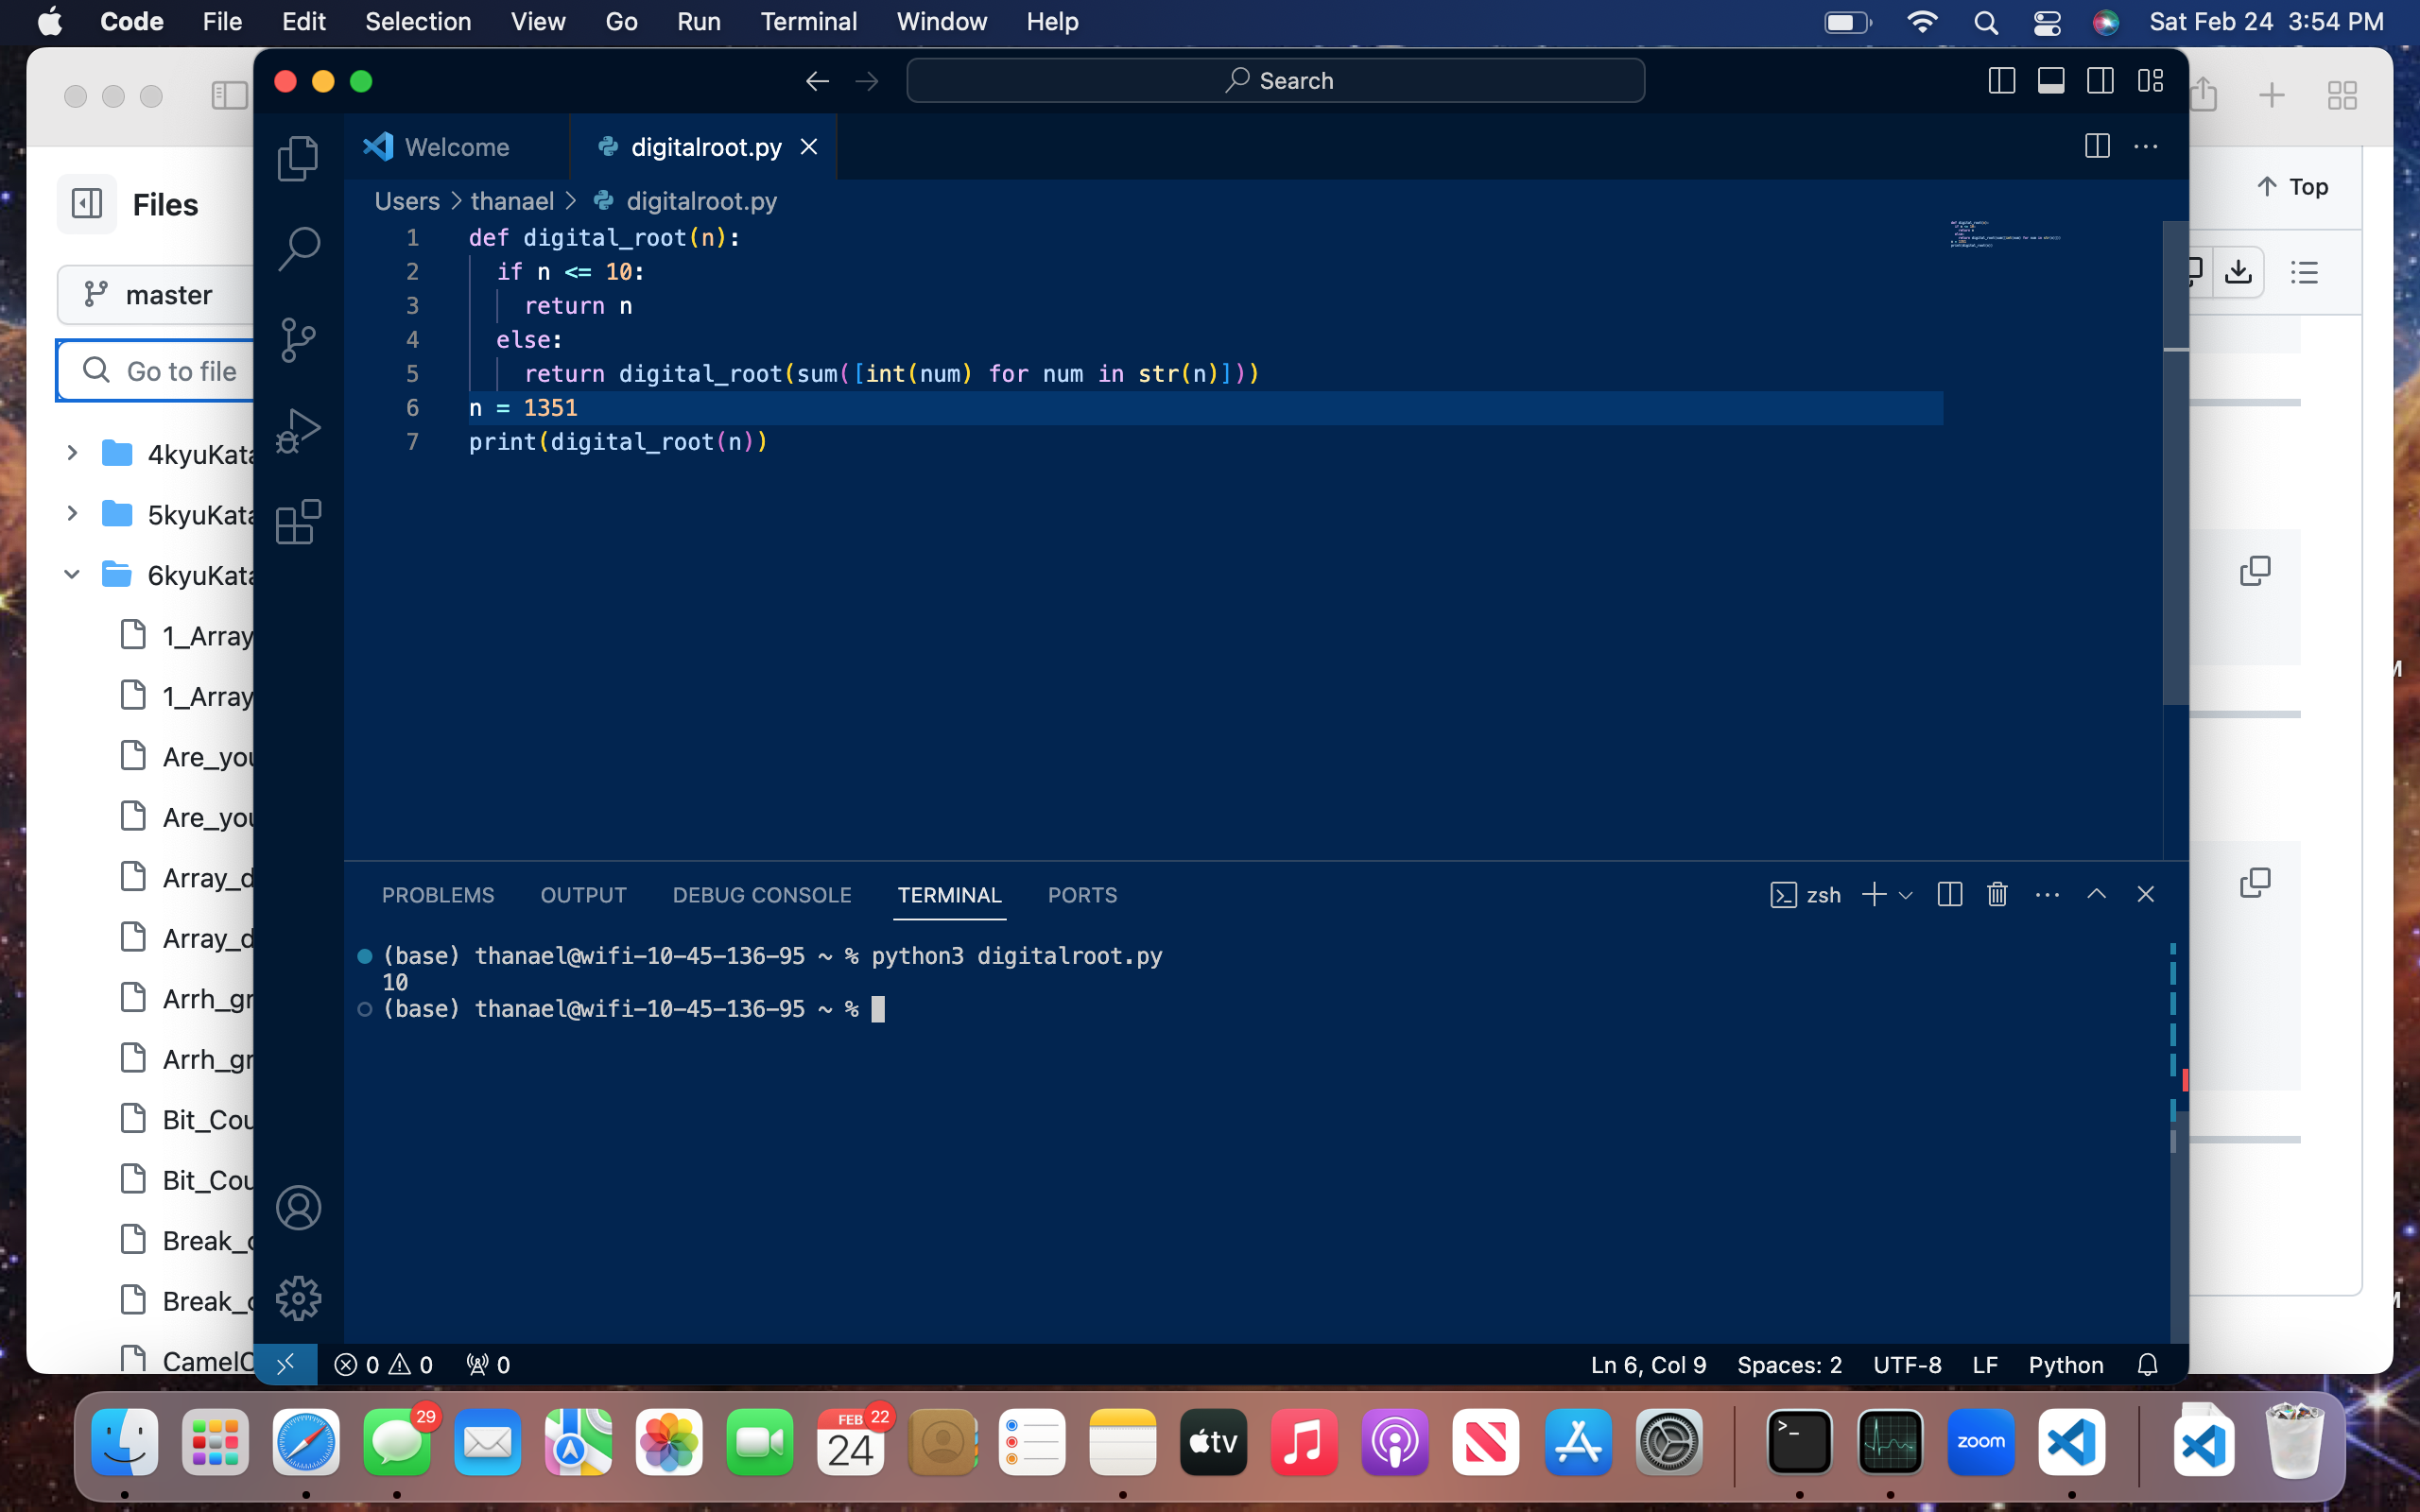 Code File Edit Selection View Go Run Terminal Window Help Sat Feb 24 3:54 PM
Search
Welcome digitalroot.py
Users > thanael > digitalroot.py
1 def digital_root(n):
2 if n <= 10:
3 return n
4 else:
5 return digital_root(sum([int(num) for num in str(n)]))
6 n = 1351
7 print(digital_root(n))
Files
master
Go to file
4kyuKata
5kyuKata
6kyuKata
1_Array
1_Array
Are_you
Are_you
Array_d
Array_d
Arrh_gr
Arrh_gr
Bit_Cou
Bit_Cou
Break_c
Break_c
CamelC
Top
PROBLEMS OUTPUT DEBUG CONSOLE TERMINAL PORTS zsh
(base) thanael@wifi-10-45-136-95 ~ % python3 digitalroot.py
10
(base) thanael@wifi-10-45-136-95 ~ %
0 0 0 Ln 6, Col 9 Spaces: 2 UTF-8 LF Python
29
FEB 22
24
tv
zoom